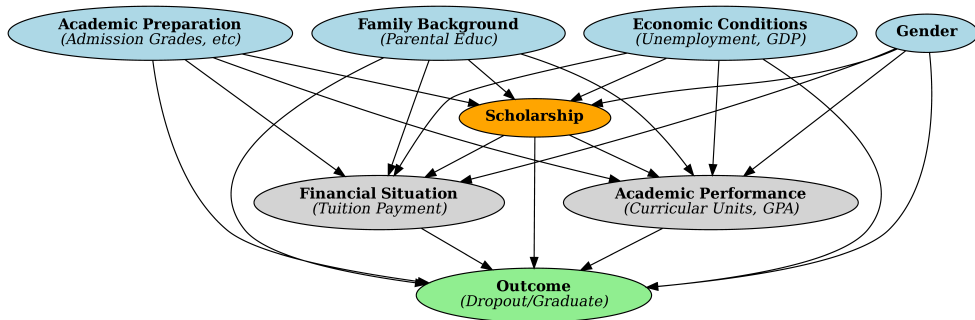 Academic Preparation
(Admission Grades, etc)
Family Background
(Parental Educ)
Economic Conditions
(Unemployment, GDP)
Gender
Scholarship
Financial Situation
(Tuition Payment)
Academic Performance
(Curricular Units, GPA)
Outcome
(Dropout/Graduate)